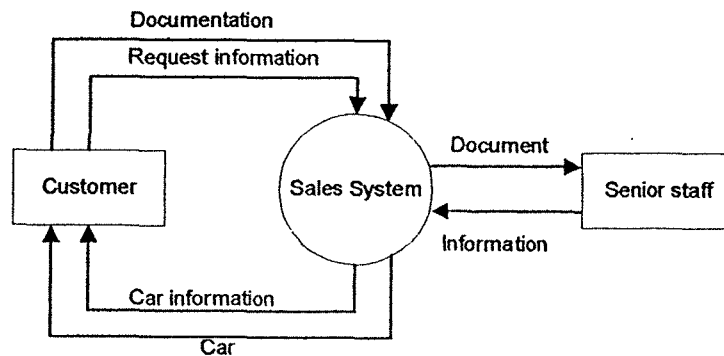 Documentation
Request information
Document
Customer
Sales System
Senior staff
Information
Car information
Car